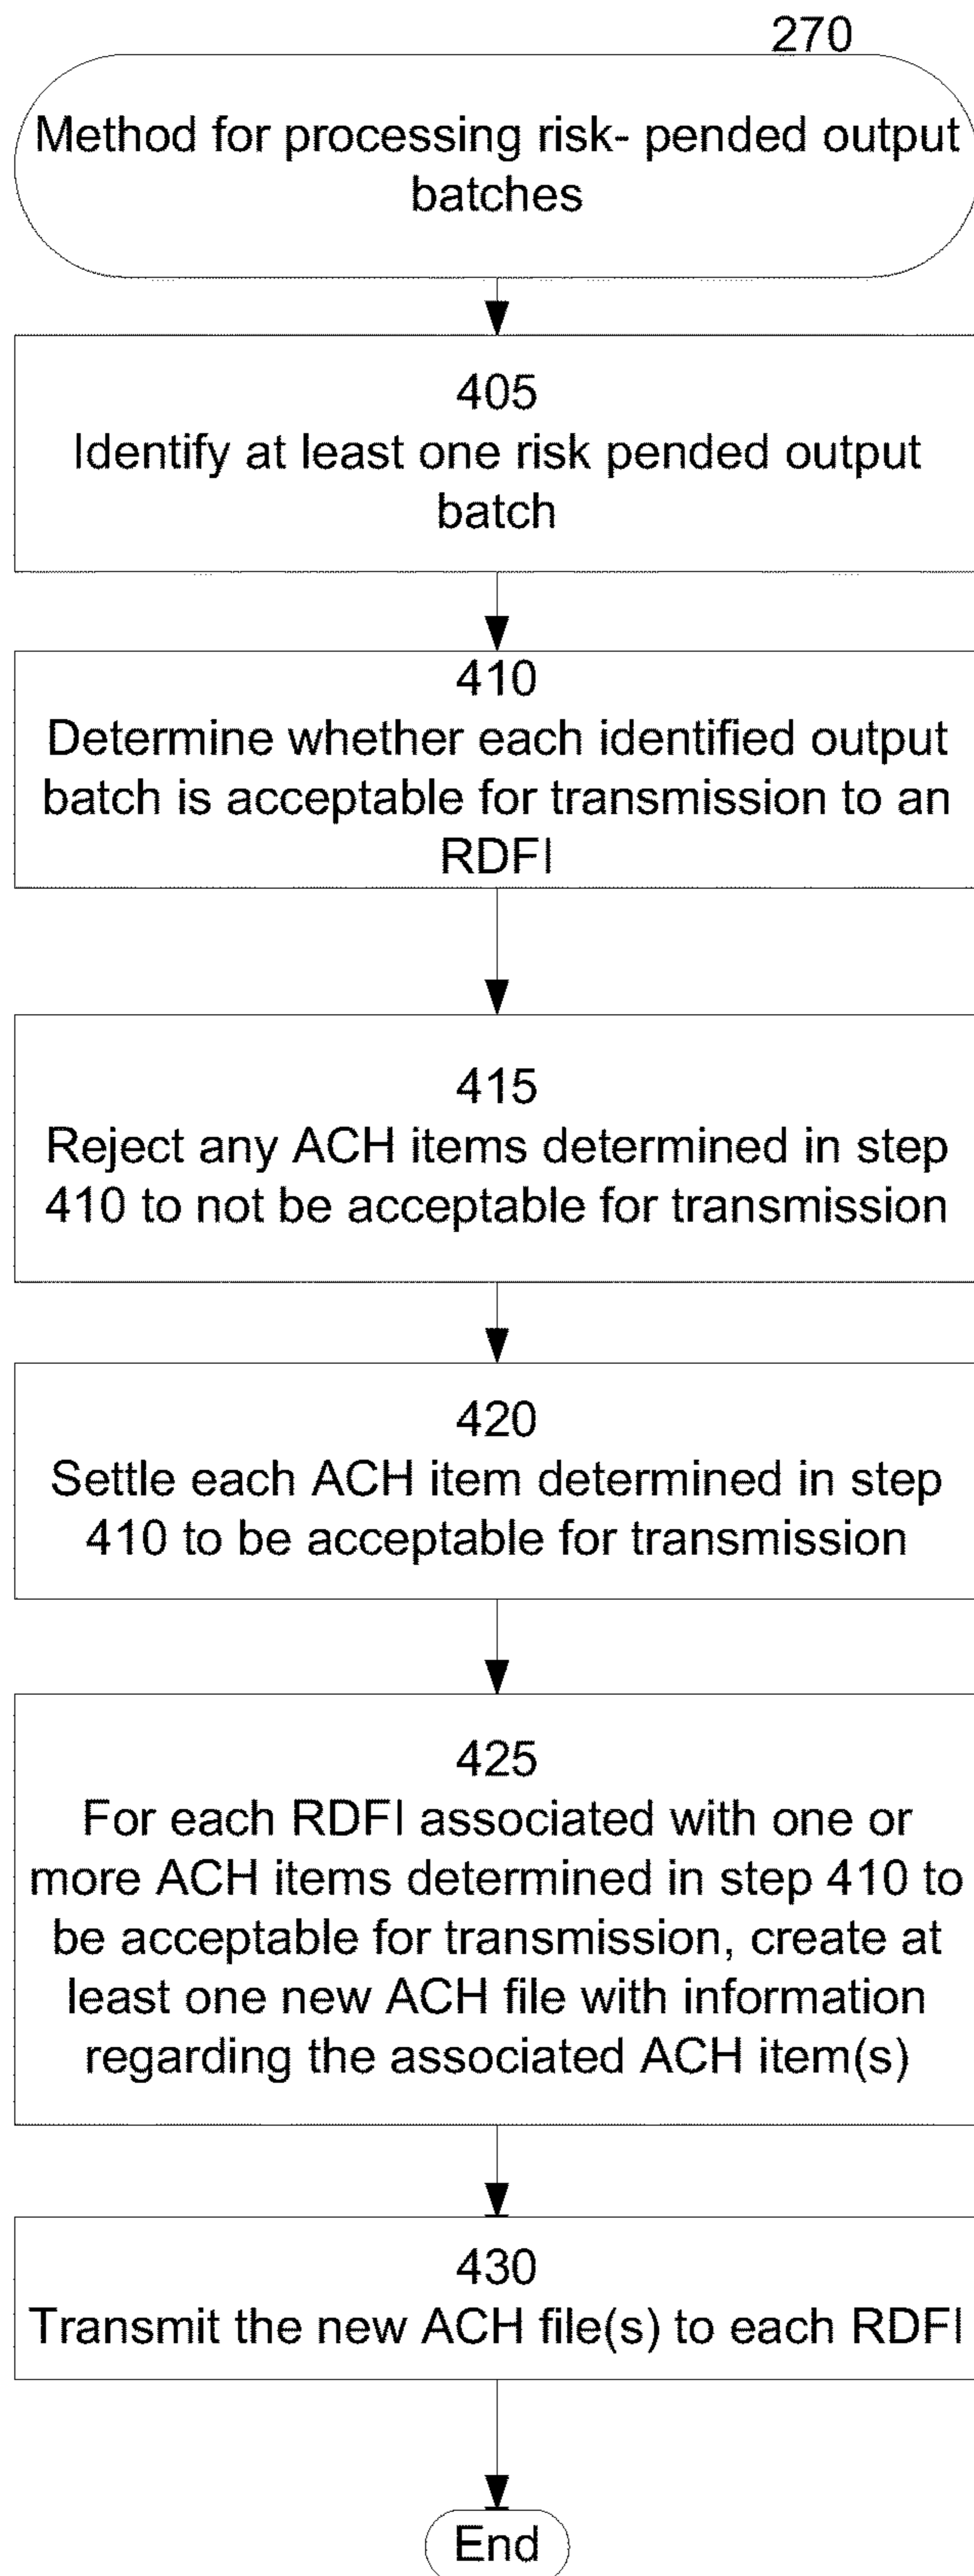 270
Method for processing risk- pended output
batches
405
Identify at least one risk pended output
batch
410
Determine whether each identified output
batch is acceptable for transmission to an
RDFI
415
Reject any ACH items determined in step
410 to not be acceptable for transmission
420
Settle each ACH item determined in step
410 to be acceptable for transmission
425
For each RDFI associated with one or
more ACH items determined in step 410 to
be acceptable for transmission, create at
least one new ACH file with information
regarding the associated ACH item(s)
430
Transmit the new ACH file(s) to each RDFI
End